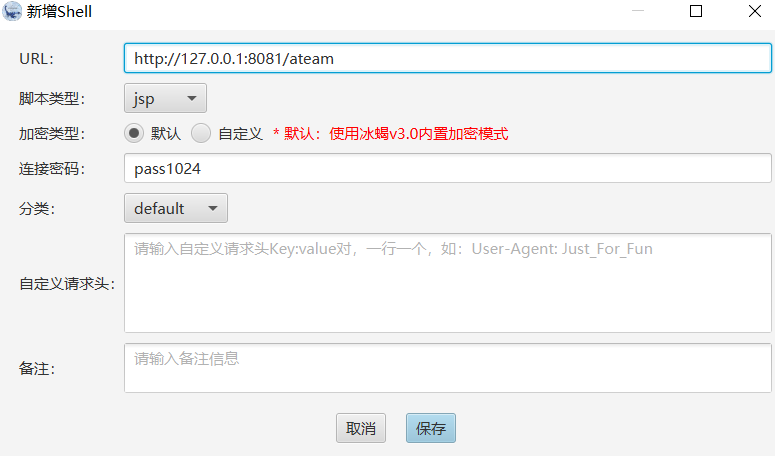 新增Shell
URL：
http://127.0.0.1:8081/ateam
脚本类型：
jsp
加密类型：
默认
自定义
* 默认：使用冰蝎v3.0内置加密模式
连接密码：
pass1024
分类：
default
自定义请求头：
请输入自定义请求头Key:value对，一行一个，如：User-Agent: Just_For_Fun
备注：
请输入备注信息
取消
保存